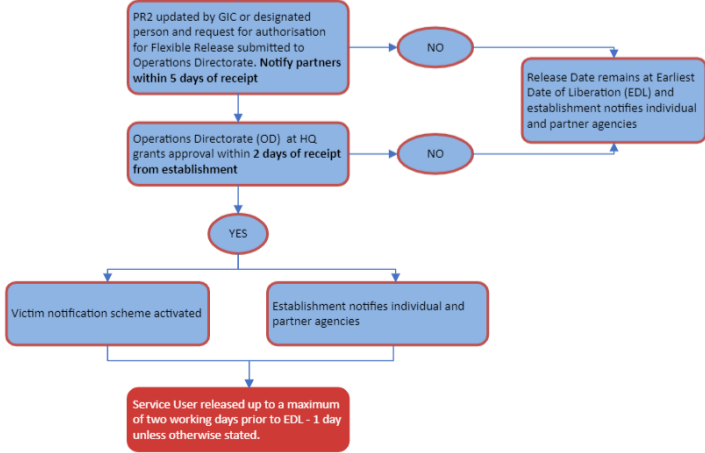 PR2 updated by GIC or designated
person and request for authorisation
for Flexible Release submitted to
Operations Directorate. Notify partners
within 5 days of receipt
NO
Release Date remains at Earliest
Date of Liberation (EDL) and
establishment notifies individual
and partner agencies
Operations Directorate (OD) at HQ
grants approval within 2 days of receipt
from establishment
NO
YES
Victim notification scheme activated
Establishment notifies individual and
partner agencies
Service User released up to a maximum
of two working days prior to EDL - 1 day
unless otherwise stated.